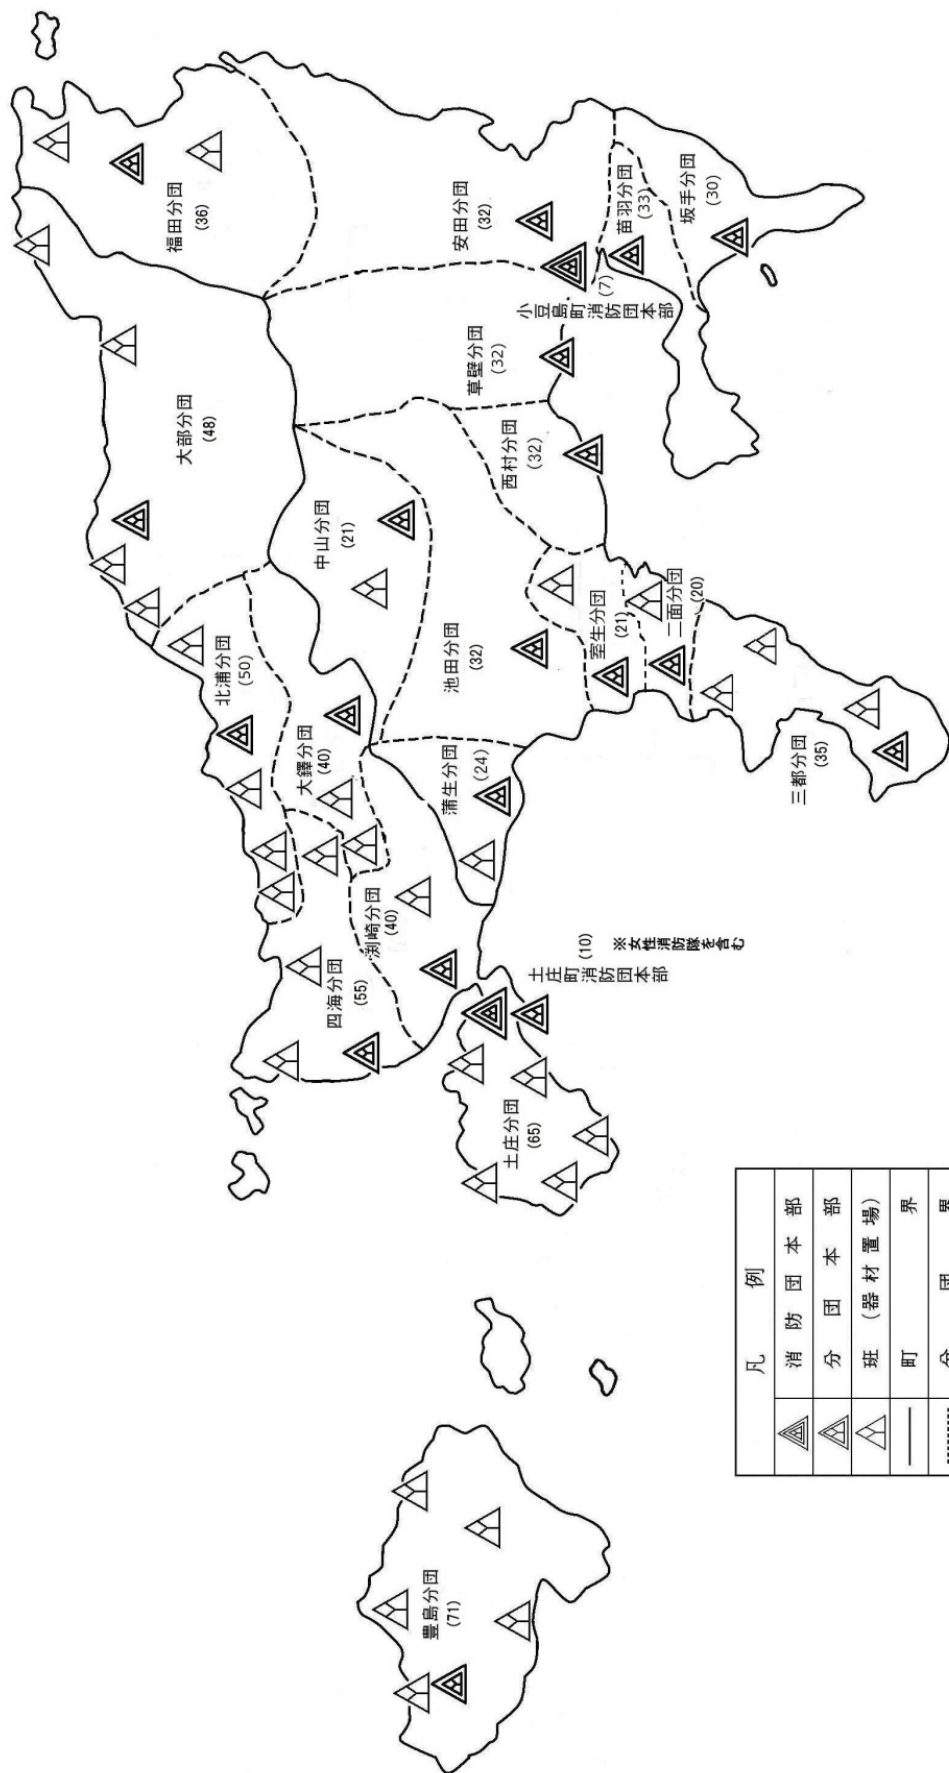 福田分団
(36)
大部分団
(48)
安田分団
(32)
苗羽分団
(33)
坂手分団
(30)
(7)
小豆島町消防団本部
草壁分団
(32)
西村分団
(32)
中山分団
(21)
池田分団
(32)
室生分団
(21)
二面分団
(20)
三都分団
(35)
北浦分団
(50)
大鐸分団
(40)
蒲生分団
(24)
渕崎分団
(40)
四海分団
(55)
(10)
※女性消防隊を含む
土庄町消防団本部
土庄分団
(65)
豊島分団
(71)
凡例
消防団本部
分団本部
班(器材置場)
町界
分団界